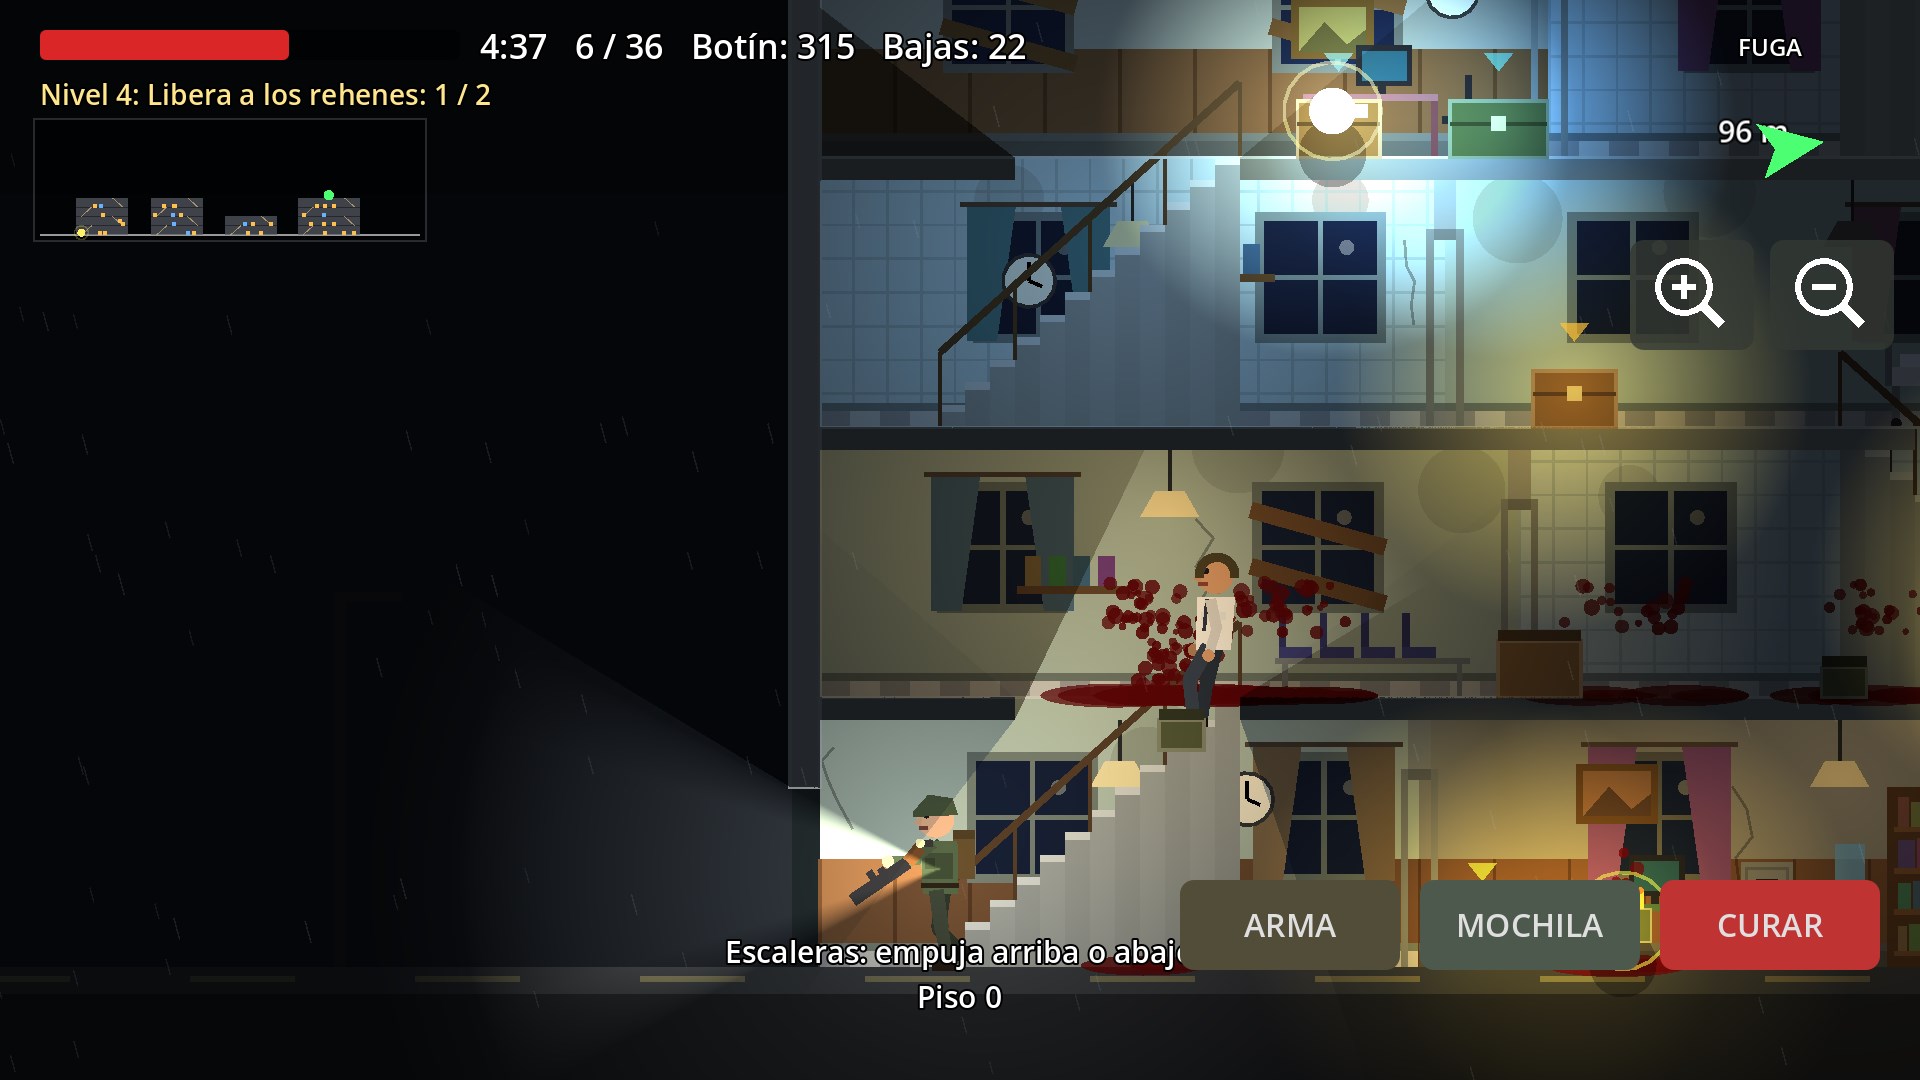 4:37 6 / 36 Botín: 315 Bajas: 22
FUGA
Nivel 4: Libera a los rehenes: 1 / 2
96 m
ARMA
MOCHILA
CURAR
Escaleras: empuja arriba o abajo
Piso 0